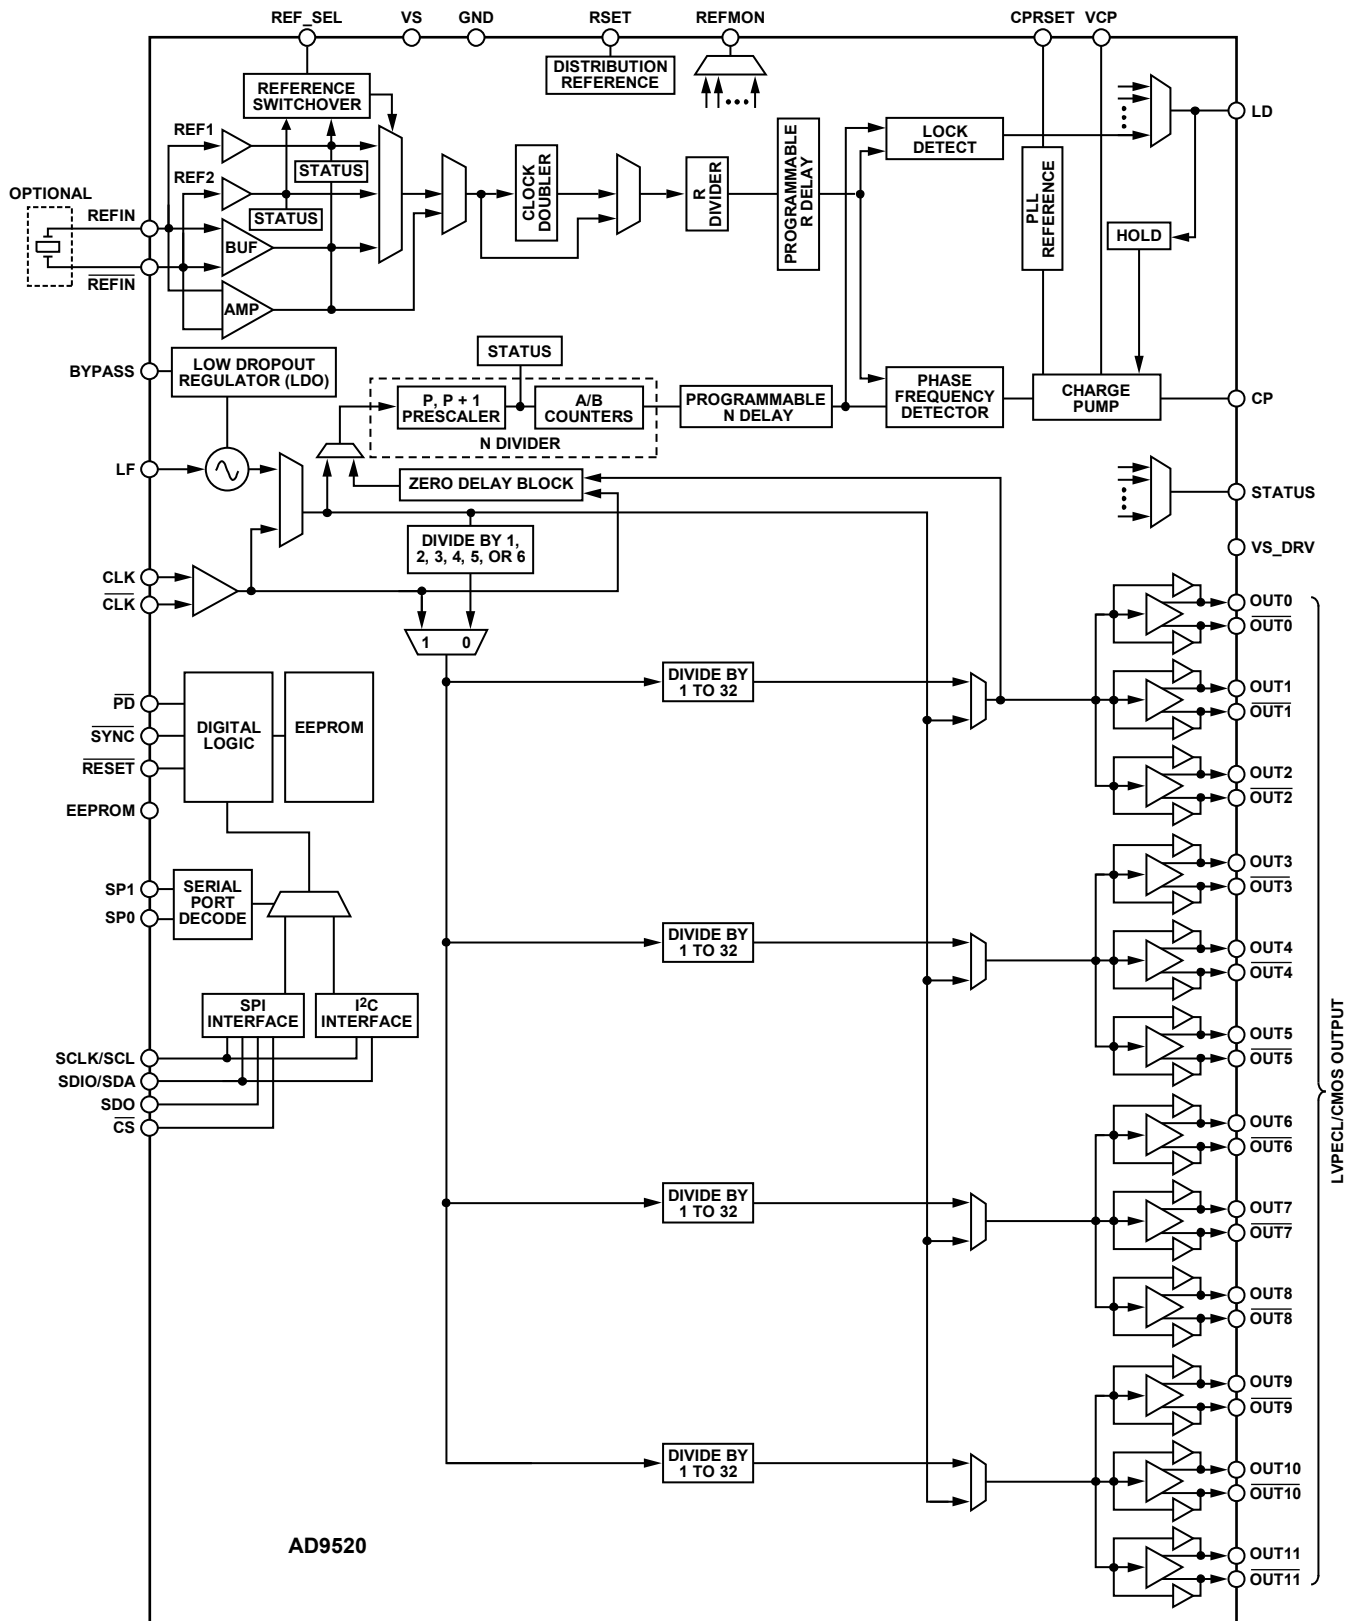 REF_SEL
VS
GND
RSET
REFMON
CPRSET
VCP
DISTRIBUTION
REFERENCE
REFERENCE
SWITCHOVER
REF1
REF2
STATUS
STATUS
BUF
AMP
OPTIONAL
REFIN
REFIN
CLOCK
DOUBLER
R
DIVIDER
PROGRAMMABLE
R DELAY
LOCK
DETECT
PLL
REFERENCE
LD
HOLD
BYPASS
LOW DROPOUT
REGULATOR (LDO)
STATUS
P, P + 1
PRESCALER
A/B
COUNTERS
N DIVIDER
PROGRAMMABLE
N DELAY
PHASE
FREQUENCY
DETECTOR
CHARGE
PUMP
CP
LF
ZERO DELAY BLOCK
STATUS
DIVIDE BY 1,
2, 3, 4, 5, OR 6
VS_DRV
CLK
CLK
1 0
OUT0
OUT0
DIVIDE BY
1 TO 32
OUT1
OUT1
PD
SYNC
RESET
DIGITAL
LOGIC
EEPROM
EEPROM
OUT2
OUT2
SP1
SP0
SERIAL
PORT
DECODE
OUT3
OUT3
DIVIDE BY
1 TO 32
OUT4
OUT4
SPI
INTERFACE
I²C
INTERFACE
OUT5
OUT5
SCLK/SCL
SDIO/SDA
SDO
CS
OUT6
OUT6
LVPECL/CMOS OUTPUT
DIVIDE BY
1 TO 32
OUT7
OUT7
OUT8
OUT8
OUT9
OUT9
DIVIDE BY
1 TO 32
OUT10
OUT10
OUT11
OUT11
AD9520